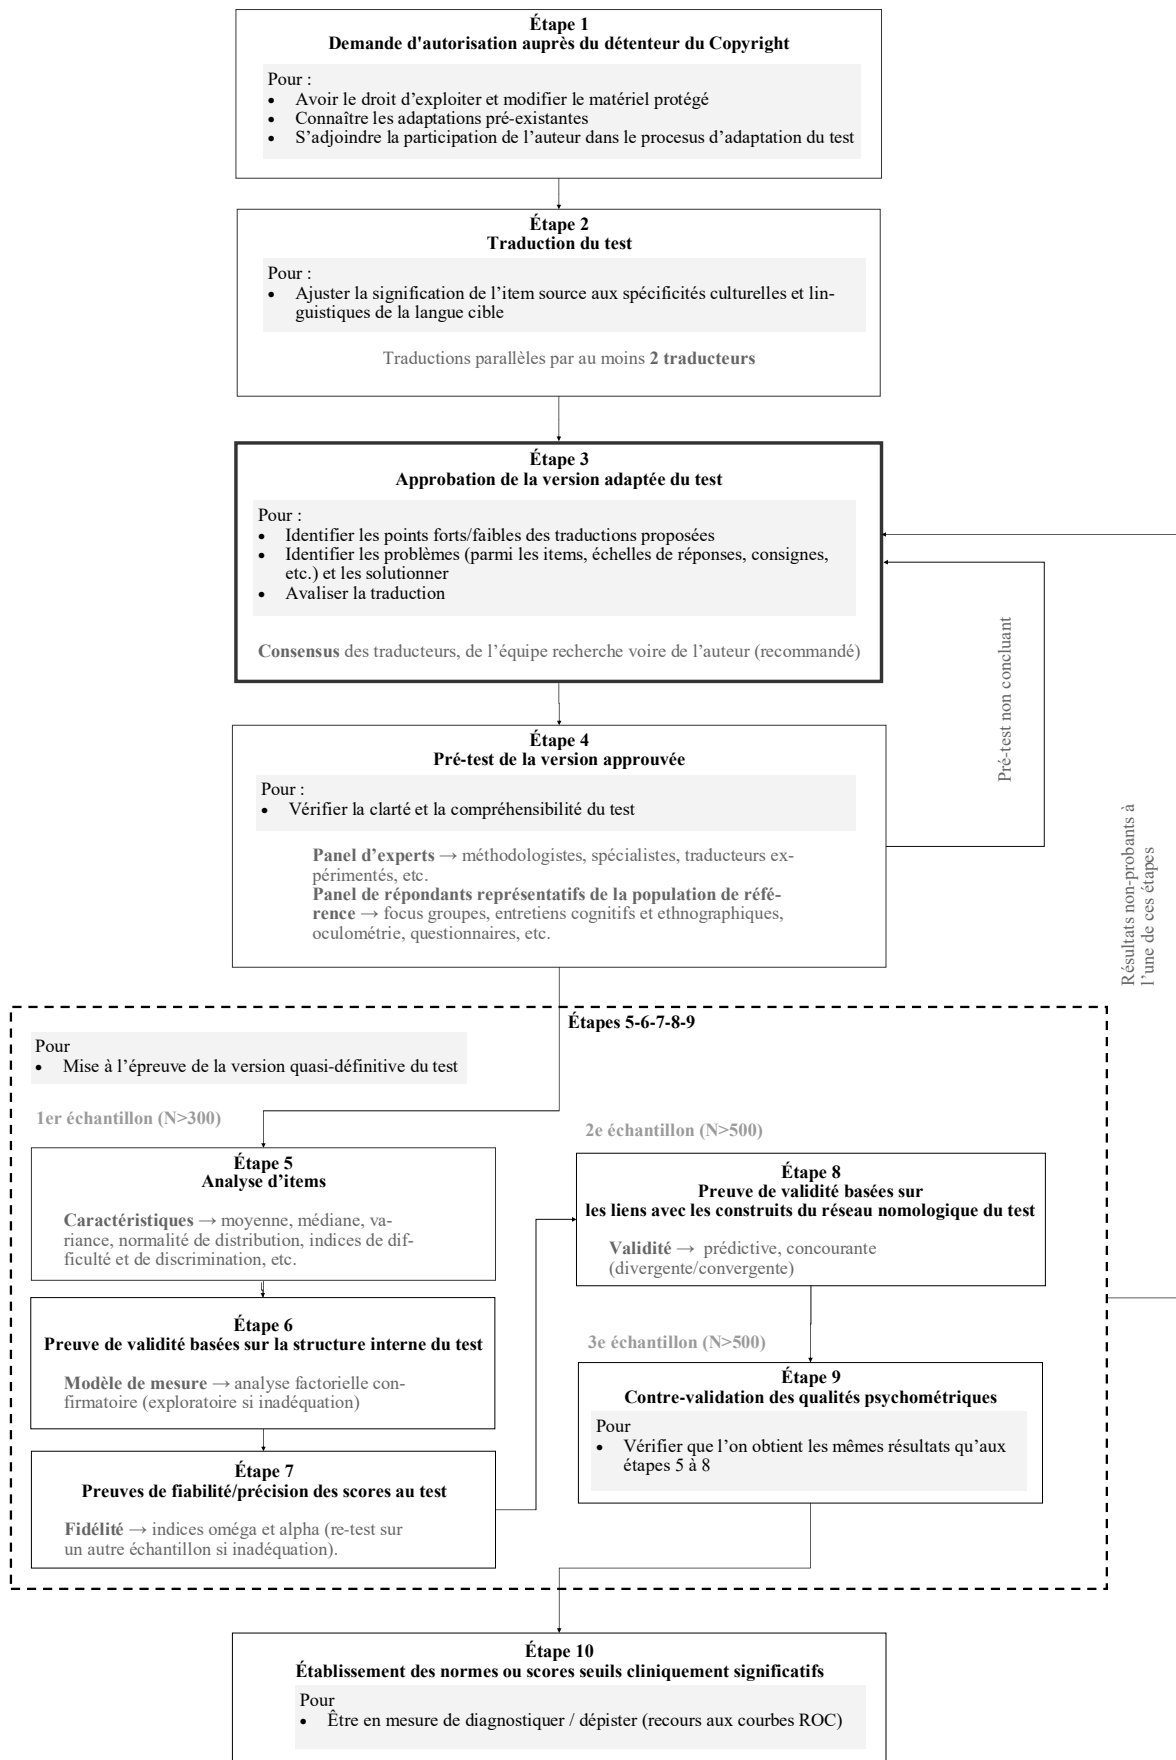 Étape 1
Demande d'autorisation auprès du détenteur du Copyright
Pour :
• Avoir le droit d’exploiter et modifier le matériel protégé
• Connaître les adaptations pré-existantes
• S’adjoindre la participation de l’auteur dans le procesus d’adaptation du test
Étape 2
Traduction du test
Pour :
• Ajuster la signification de l’item source aux spécificités culturelles et lin-
guistiques de la langue cible
Traductions parallèles par au moins 2 traducteurs
Étape 3
Approbation de la version adaptée du test
Pour :
• Identifier les points forts/faibles des traductions proposées
• Identifier les problèmes (parmi les items, échelles de réponses, consignes,
etc.) et les solutionner
• Avaliser la traduction
Consensus des traducteurs, de l’équipe recherche voire de l’auteur (recommandé)
Étape 4
Pré-test de la version approuvée
Pour :
• Vérifier la clarté et la compréhensibilité du test
Panel d’experts → méthodologistes, spécialistes, traducteurs ex-
périmentés, etc.
Panel de répondants représentatifs de la population de réfé-
rence → focus groupes, entretiens cognitifs et ethnographiques,
oculométrie, questionnaires, etc.
Pré-test non concluant
Résultats non-probants à
l’une de ces étapes
Étapes 5-6-7-8-9
Pour
• Mise à l’épreuve de la version quasi-définitive du test
1er échantillon (N>300)
Étape 5
Analyse d’items
Caractéristiques → moyenne, médiane, va-
riance, normalité de distribution, indices de dif-
ficulté et de discrimination, etc.
Étape 6
Preuve de validité basées sur la structure interne du test
Modèle de mesure → analyse factorielle con-
firmatoire (exploratoire si inadéquation)
Étape 7
Preuves de fiabilité/précision des scores au test
Fidélité → indices oméga et alpha (re-test sur
un autre échantillon si inadéquation).
2e échantillon (N>500)
Étape 8
Preuve de validité basées sur
les liens avec les construits du réseau nomologique du test
Validité → prédictive, concourante
(divergente/convergente)
3e échantillon (N>500)
Étape 9
Contre-validation des qualités psychométriques
Pour
• Vérifier que l’on obtient les mêmes résultats qu’aux
étapes 5 à 8
Étape 10
Établissement des normes ou scores seuils cliniquement significatifs
Pour
• Être en mesure de diagnostiquer / dépister (recours aux courbes ROC)